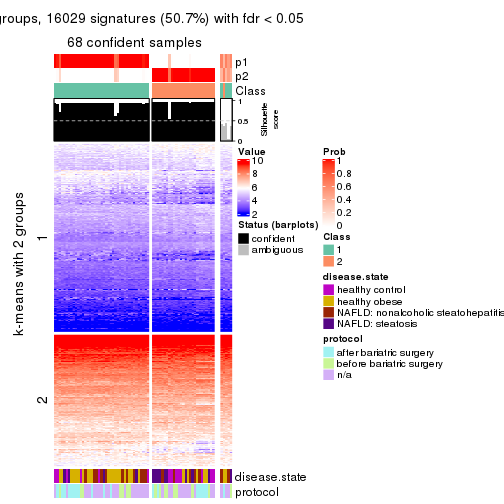 groups, 16029 signatures (50.7%) with fdr < 0.05
68 confident samples
p1
p2
Class
1
0.5
0
Silhouette
score
k-means with 2 groups
1
2
Value
10
8
6
4
2
Status (barplots)
confident
ambiguous
Prob
1
0.8
0.6
0.4
0.2
0
Class
1
2
disease.state
healthy control
healthy obese
NAFLD: nonalcoholic steatohepatitis
NAFLD: steatosis
protocol
after bariatric surgery
before bariatric surgery
n/a
disease.state
protocol